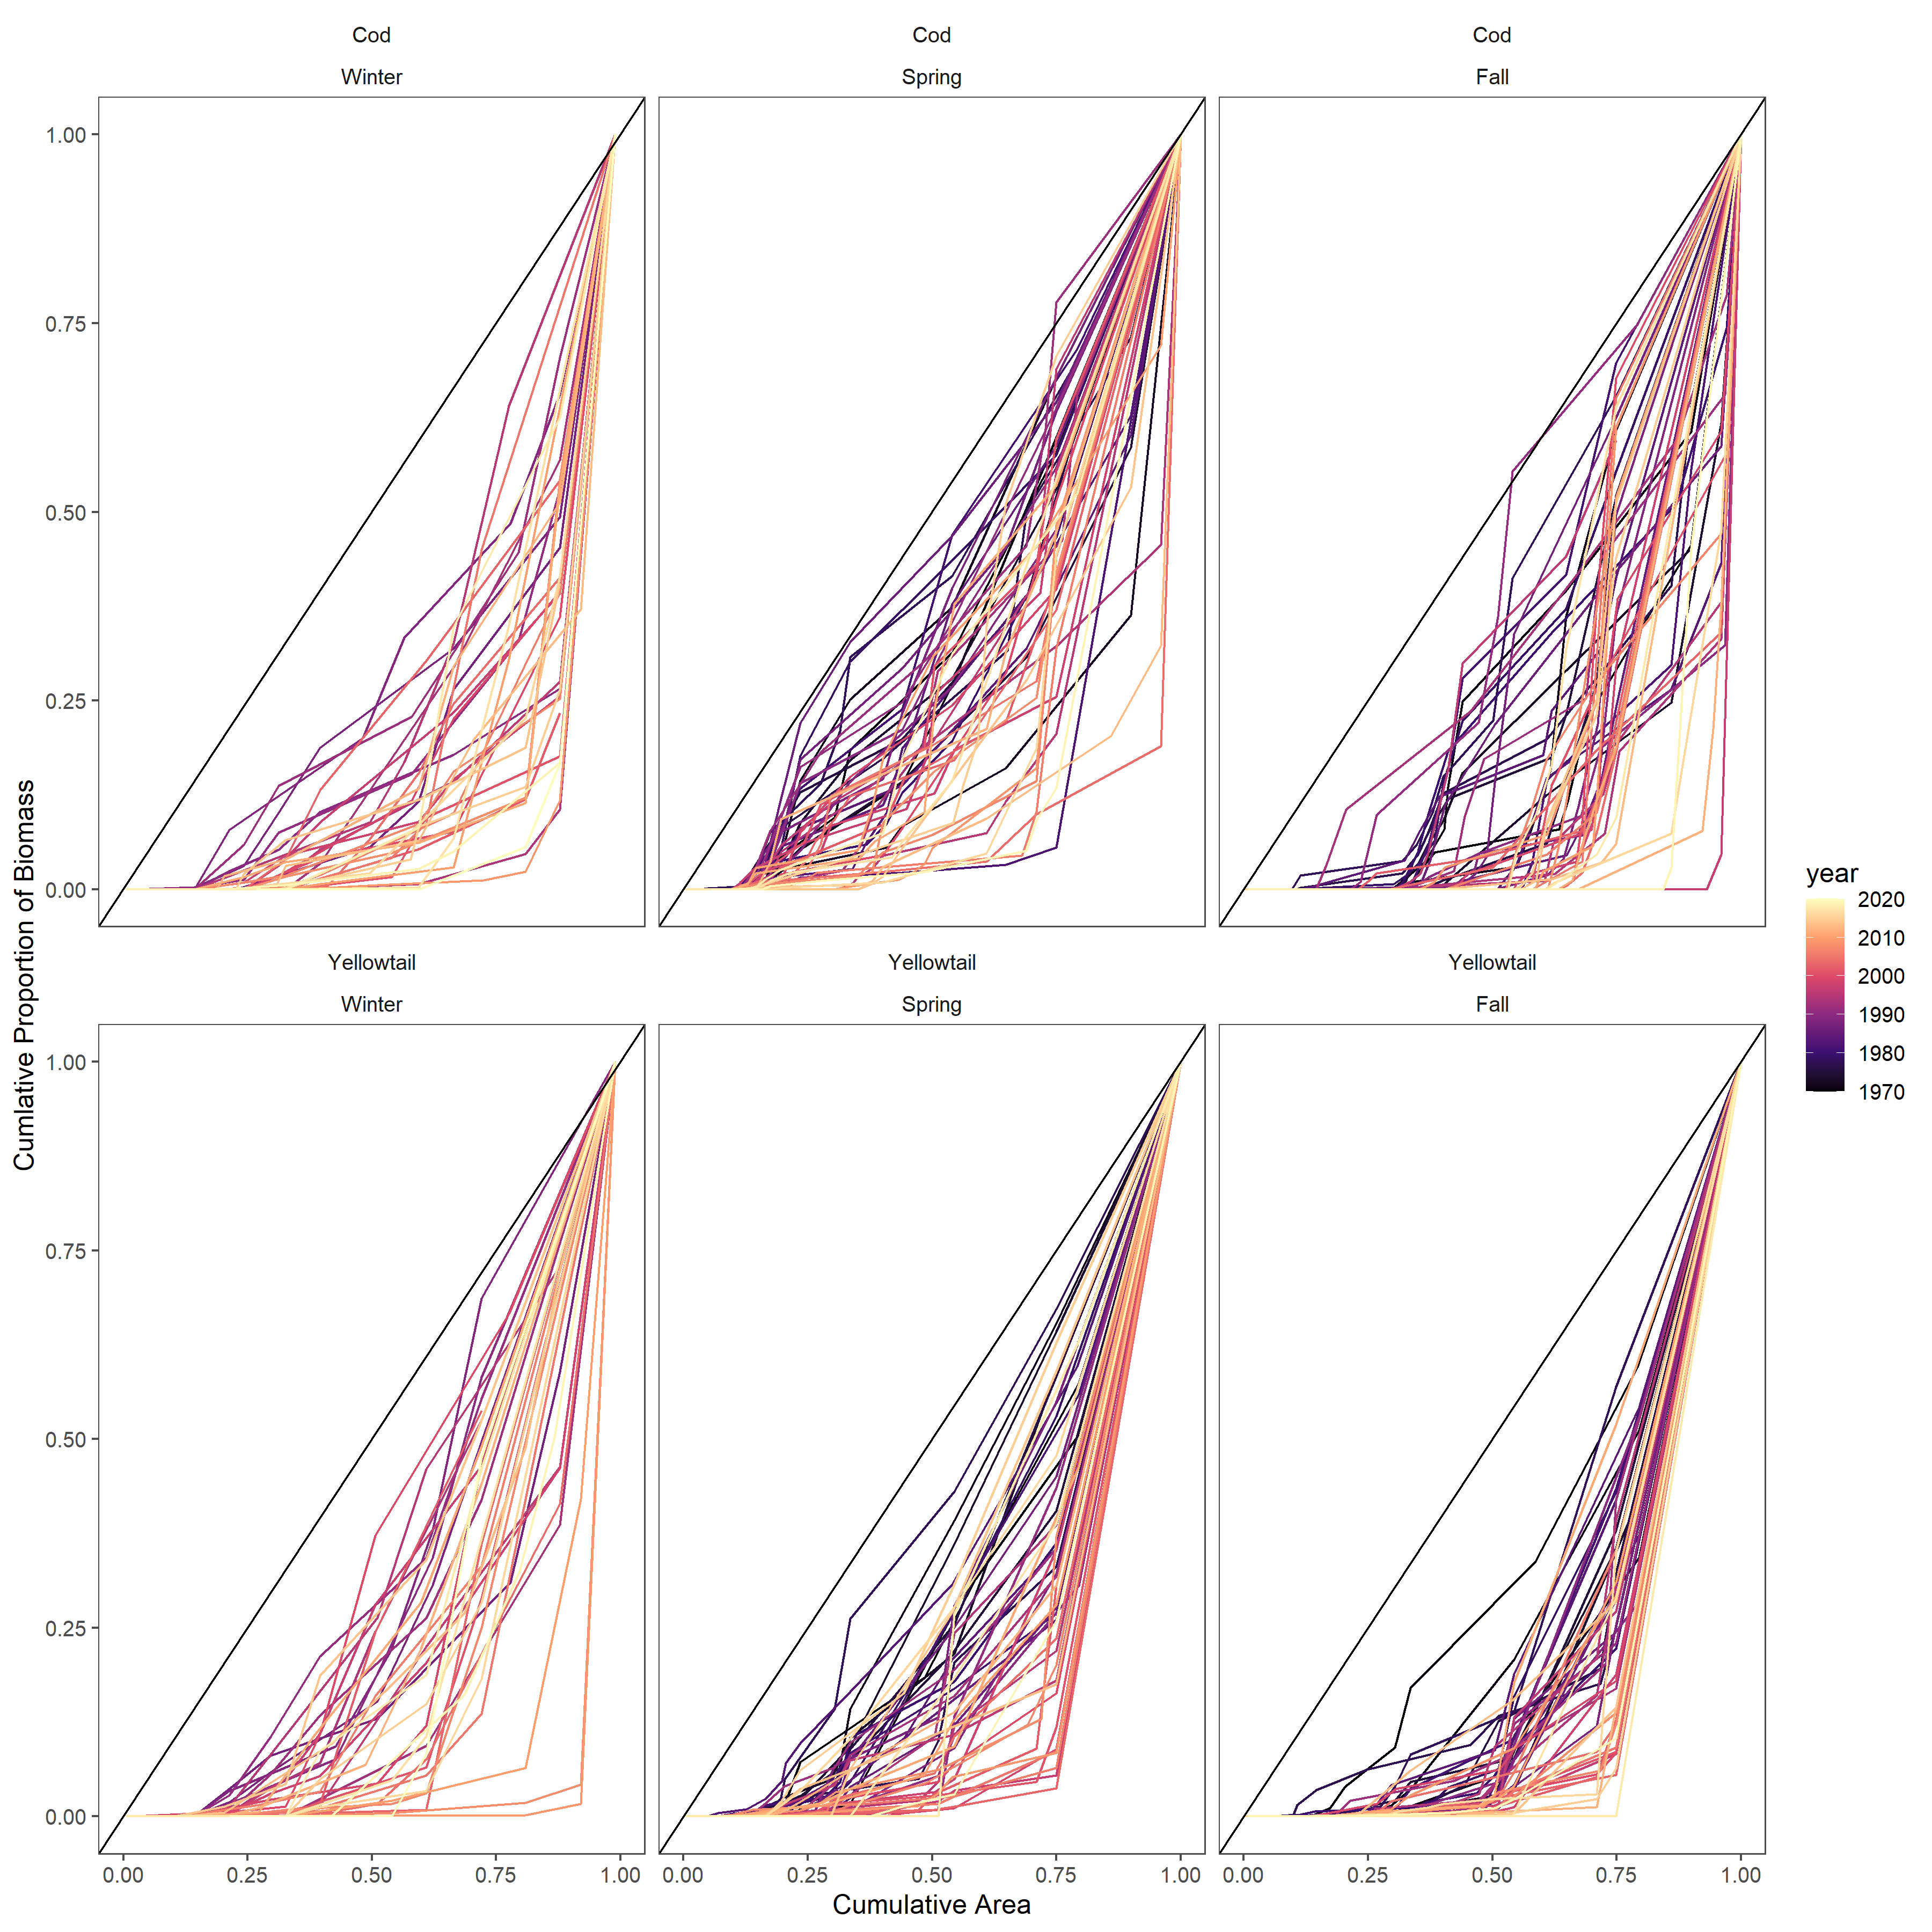 Cod
Cod
Cod
Winter
Spring
Fall
1.00
0.75
0.50
0.25
0.00
Yellowtail
Yellowtail
Yellowtail
Winter
Spring
Fall
1.00
0.75
0.50
0.25
0.00
0.00 0.25 0.50 0.75 1.00
0.00 0.25 0.50 0.75 1.00
0.00 0.25 0.50 0.75 1.00
Cumulative Area
Cumlative Proportion of Biomass
year
2020
2010
2000
1990
1980
1970